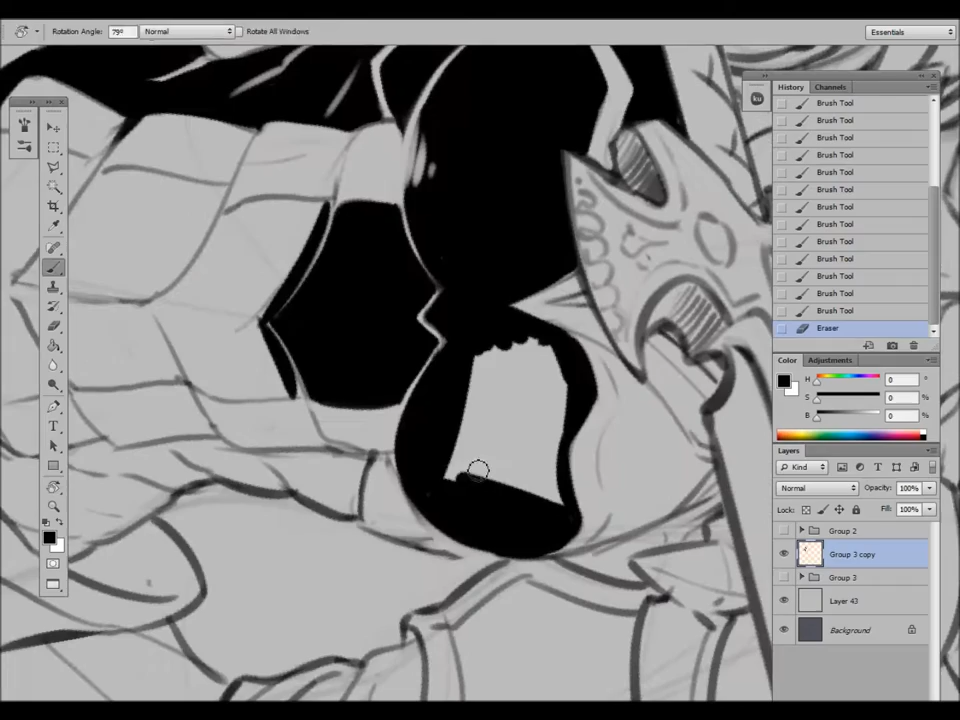 Rotation Angle: 79° Normal Rotate All Windows Essentials
History Channels
Brush Tool
Brush Tool
Brush Tool
Brush Tool
Brush Tool
Brush Tool
Brush Tool
Brush Tool
Brush Tool
Brush Tool
Brush Tool
Brush Tool
Brush Tool
Eraser
ku
Color Adjustments
H 0 °
S 0 %
B 0 %
Layers
Kind
Normal Opacity: 100%
Lock: Fill: 100%
Group 2
Group 3 copy
Group 3
Layer 43
Background
T